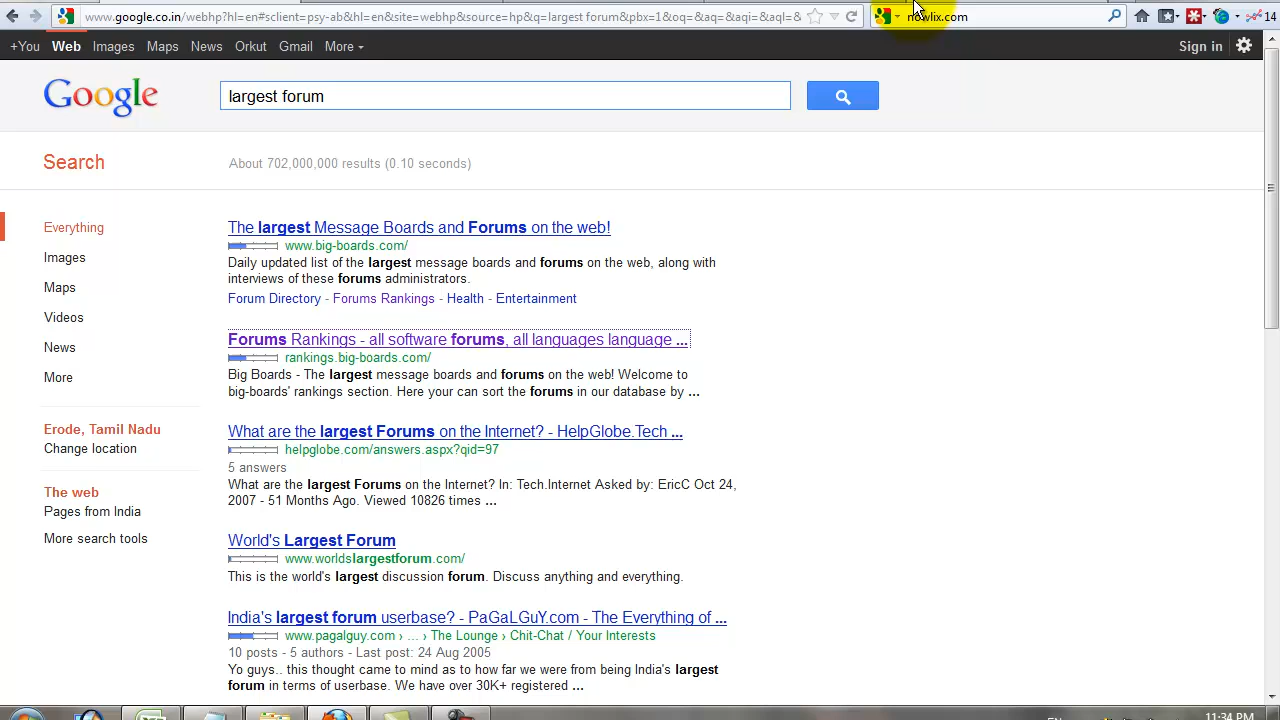 www.google.co.in/webhp?hl=en#sclient=psy-ab&hl=en&site=webhp&source=hp&q=largest forum&pbx=1&oq=&aq=&aqi=&aql=&
nowlix.com
14
+You Web Images Maps News Orkut Gmail More
Sign in
Google
largest forum
Search
About 702,000,000 results (0.10 seconds)
Everything
Images
Maps
Videos
News
More
Erode, Tamil Nadu
Change location
The web
Pages from India
More search tools
The largest Message Boards and Forums on the web!
www.big-boards.com/
Daily updated list of the largest message boards and forums on the web, along with
interviews of these forums administrators.
Forum Directory - Forums Rankings - Health - Entertainment
Forums Rankings - all software forums, all languages language ...
rankings.big-boards.com/
Big Boards - The largest message boards and forums on the web! Welcome to
big-boards' rankings section. Here your can sort the forums in our database by ...
What are the largest Forums on the Internet? - HelpGlobe.Tech ...
helpglobe.com/answers.aspx?qid=97
5 answers
What are the largest Forums on the Internet? In: Tech.Internet Asked by: EricC Oct 24,
2007 - 51 Months Ago. Viewed 10826 times ...
World's Largest Forum
www.worldslargestforum.com/
This is the world's largest discussion forum. Discuss anything and everything.
India's largest forum userbase? - PaGaLGuY.com - The Everything of ...
www.pagalguy.com › ... › The Lounge › Chit-Chat / Your Interests
10 posts - 5 authors - Last post: 24 Aug 2005
Yo guys.. this thought came to mind as to how far we were from being India's largest
forum in terms of userbase. We have over 30K+ registered ...
EN
11:34 PM